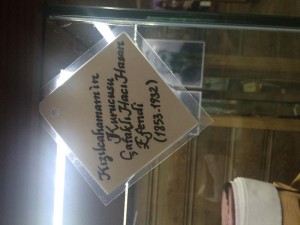 Kızılcahamam'ın
Kurucusu
Çataklı Hacı Hasan
Efendi
(1853-1932)